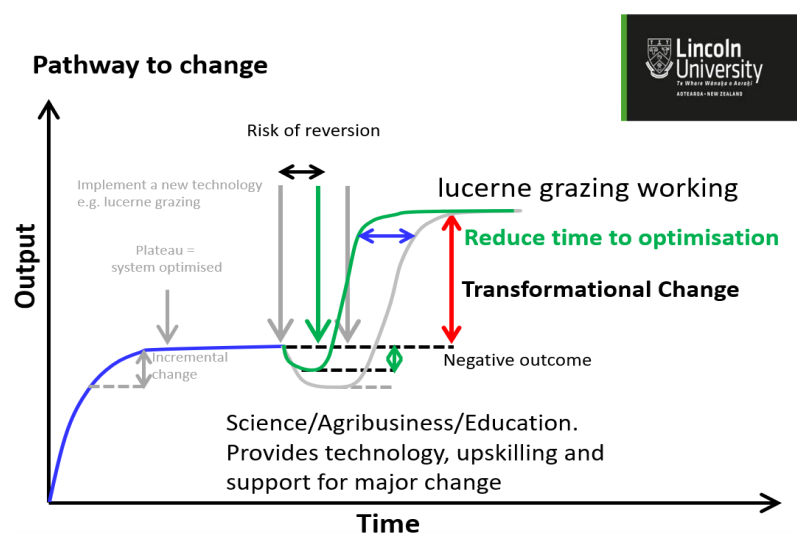 Pathway to change
Lincoln
University
Te Whare Wānaka o Aoraki
AOTEAROA • NEW ZEALAND
Risk of reversion
Implement a new technology
e.g. lucerne grazing
lucerne grazing working
Plateau =
system optimised
Reduce time to optimisation
Transformational Change
Output
Incremental
change
Negative outcome
Science/Agribusiness/Education.
Provides technology, upskilling and
support for major change
Time